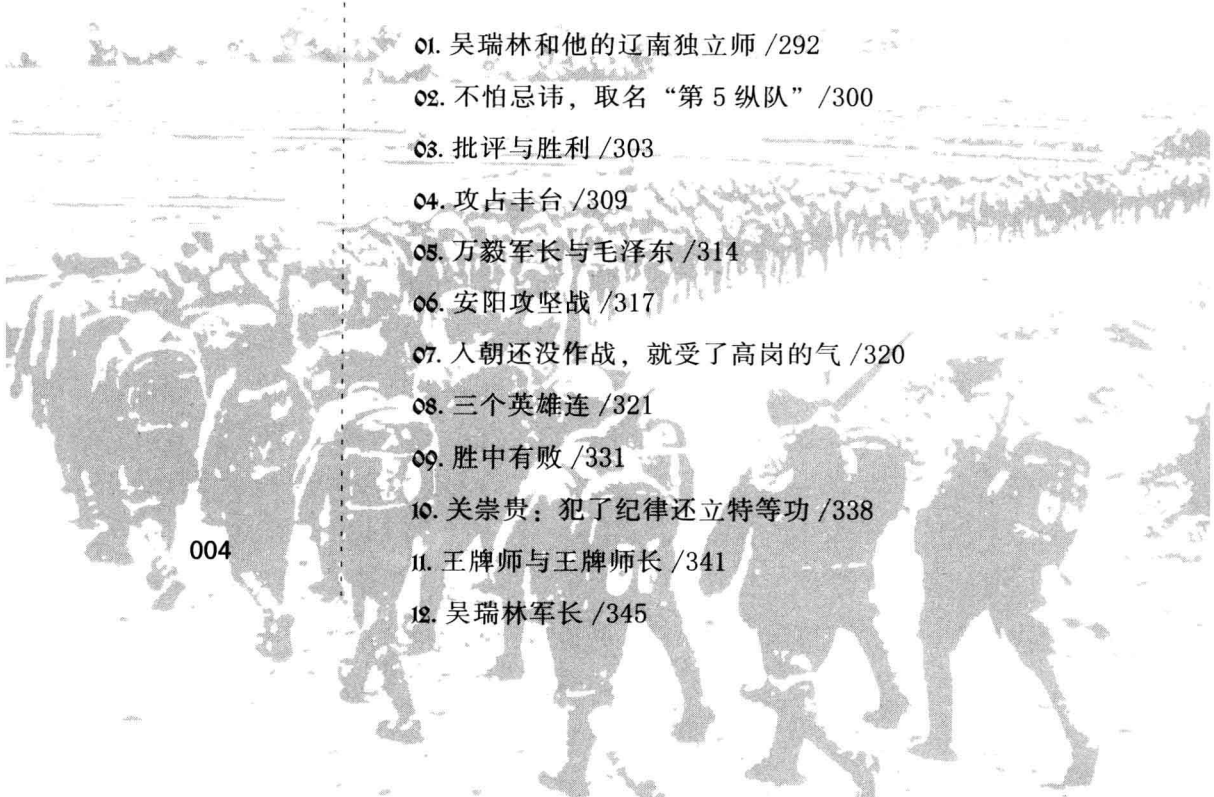 01. 吴瑞林和他的辽南独立师 /292
02. 不怕忌讳，取名“第 5 纵队” /300
03. 批评与胜利 /303
04. 攻占丰台 /309
05. 万毅军长与毛泽东 /314
06. 安阳攻坚战 /317
07. 入朝还没作战，就受了高岗的气 /320
08. 三个英雄连 /321
09. 胜中有败 /331
10. 关崇贵：犯了纪律还立特等功 /338
11. 王牌师与王牌师长 /341
12. 吴瑞林军长 /345
004